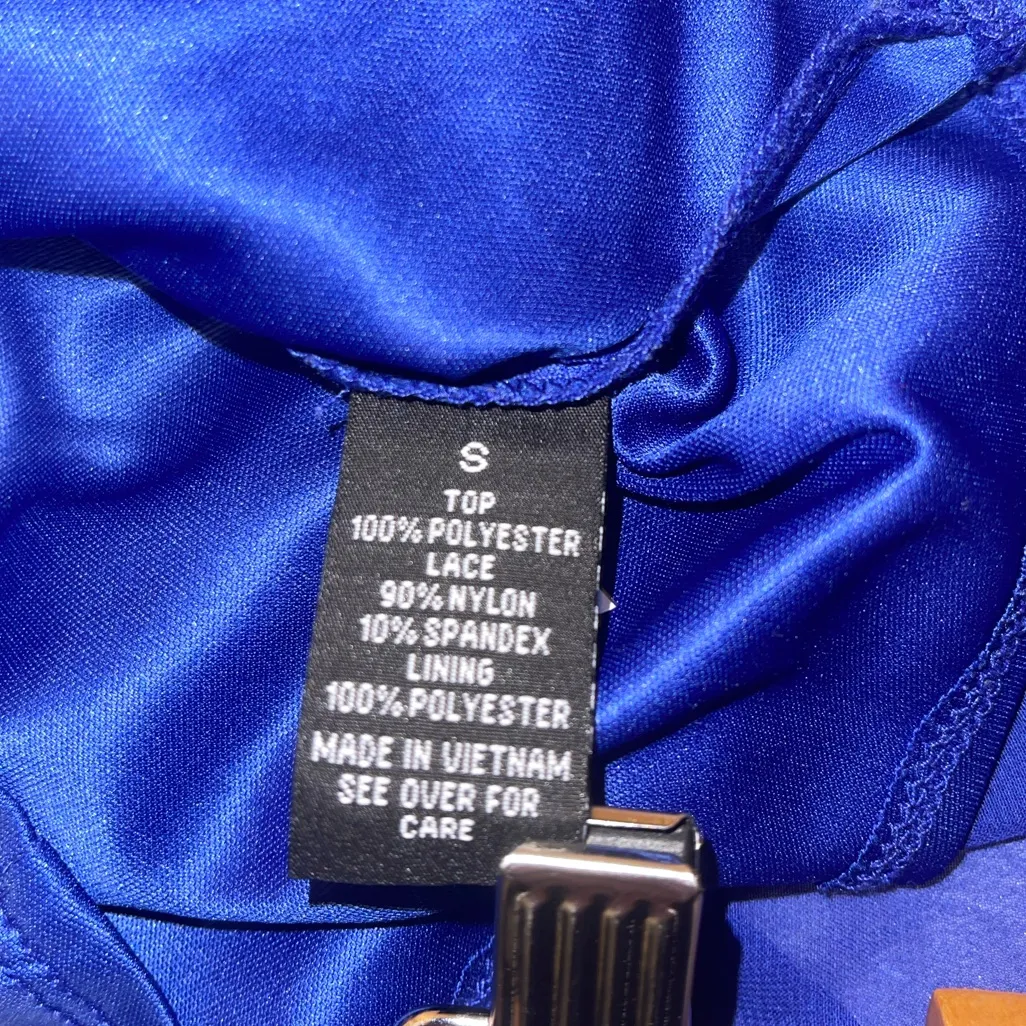 S
TOP
100% POLYESTER
LACE
90% NYLON
10% SPANDEX
LINING
100% POLYESTER
MADE IN VIETNAM
SEE OVER FOR
CARE